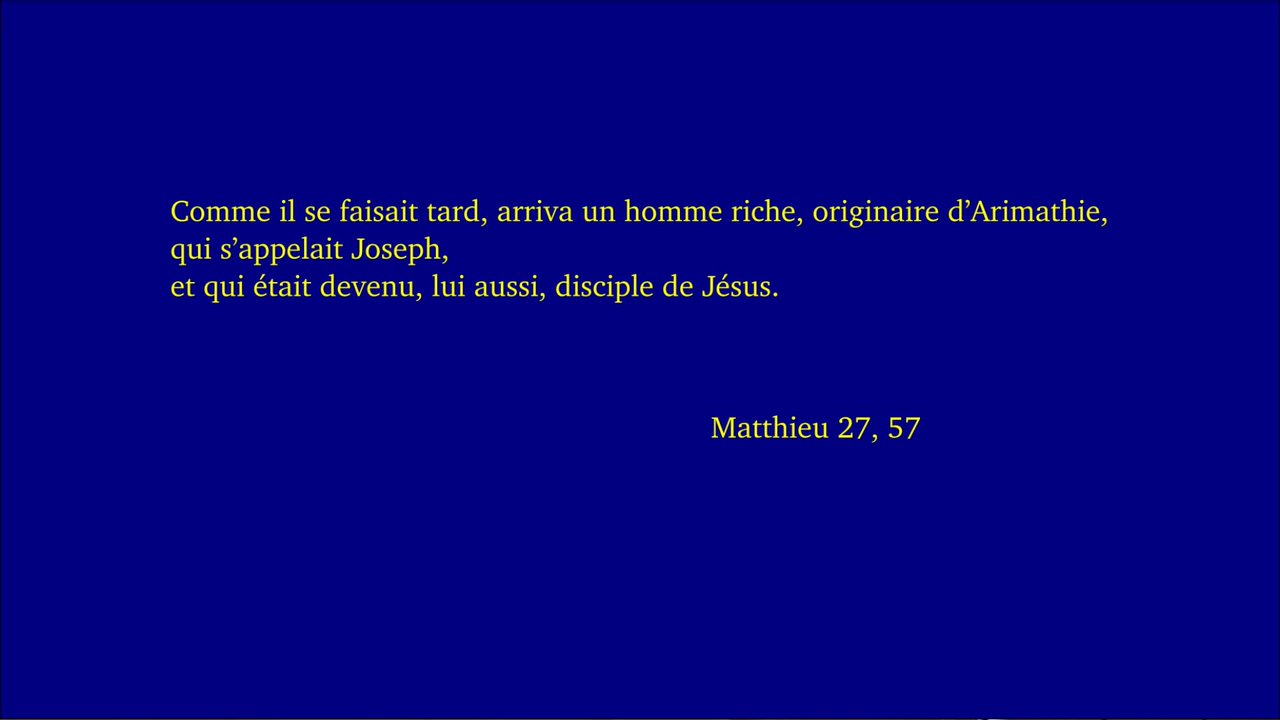 Comme il se faisait tard, arriva un homme riche, originaire d’Arimathie,
qui s’appelait Joseph,
et qui était devenu, lui aussi, disciple de Jésus.
Matthieu 27, 57